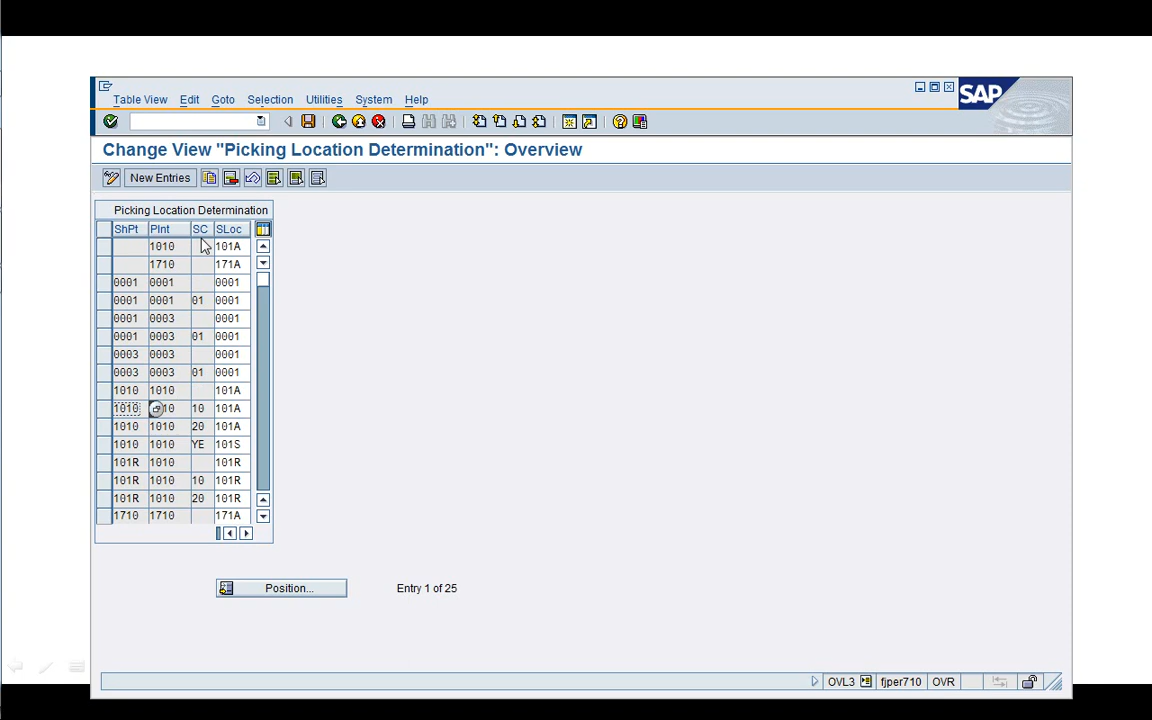 Table View Edit Goto Selection Utilities System Help
SAP
Change View "Picking Location Determination": Overview
New Entries
Picking Location Determination
ShPt Plnt SC SLoc
1010 101A
1710 171A
0001 0001 0001
0001 0001 01 0001
0001 0003 0001
0001 0003 01 0001
0003 0003 0001
0003 0003 01 0001
1010 1010 101A
1010 10 10 101A
1010 1010 20 101A
1010 1010 YE 101S
101R 1010 101R
101R 1010 10 101R
101R 1010 20 101R
1710 1710 171A
Position... Entry 1 of 25
OVL3 fjper710 OVR